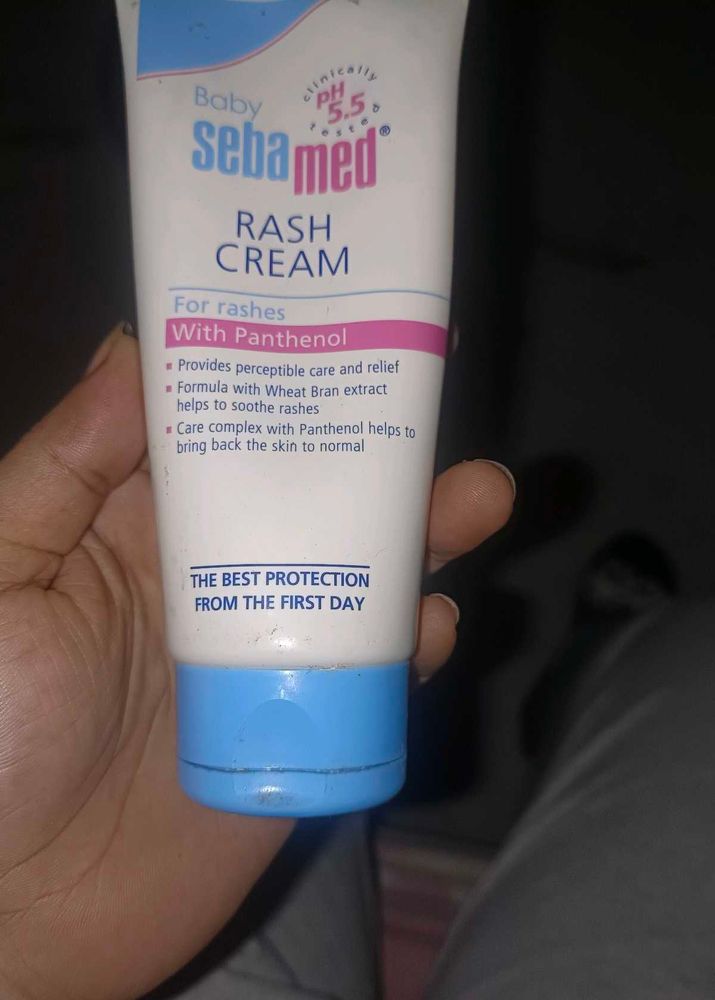 Baby
clinically
tested
pH
5.5
sebamed®
RASH
CREAM
For rashes
With Panthenol
▪ Provides perceptible care and relief
▪ Formula with Wheat Bran extract
helps to soothe rashes
▪ Care complex with Panthenol helps to
bring back the skin to normal
THE BEST PROTECTION
FROM THE FIRST DAY